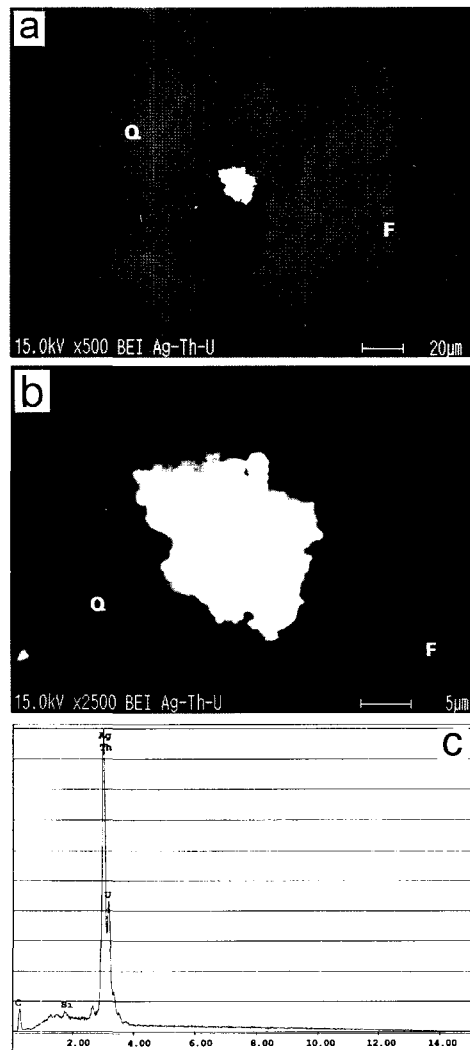 a
Q
F
15.0kV x500 BEI Ag-Th-U 20µm
b
Q
F
15.0kV x2500 BEI Ag-Th-U 5µm
c
Ag
Th
U
C
Si
2.00 4.00 6.00 8.00 10.00 12.00 14.00